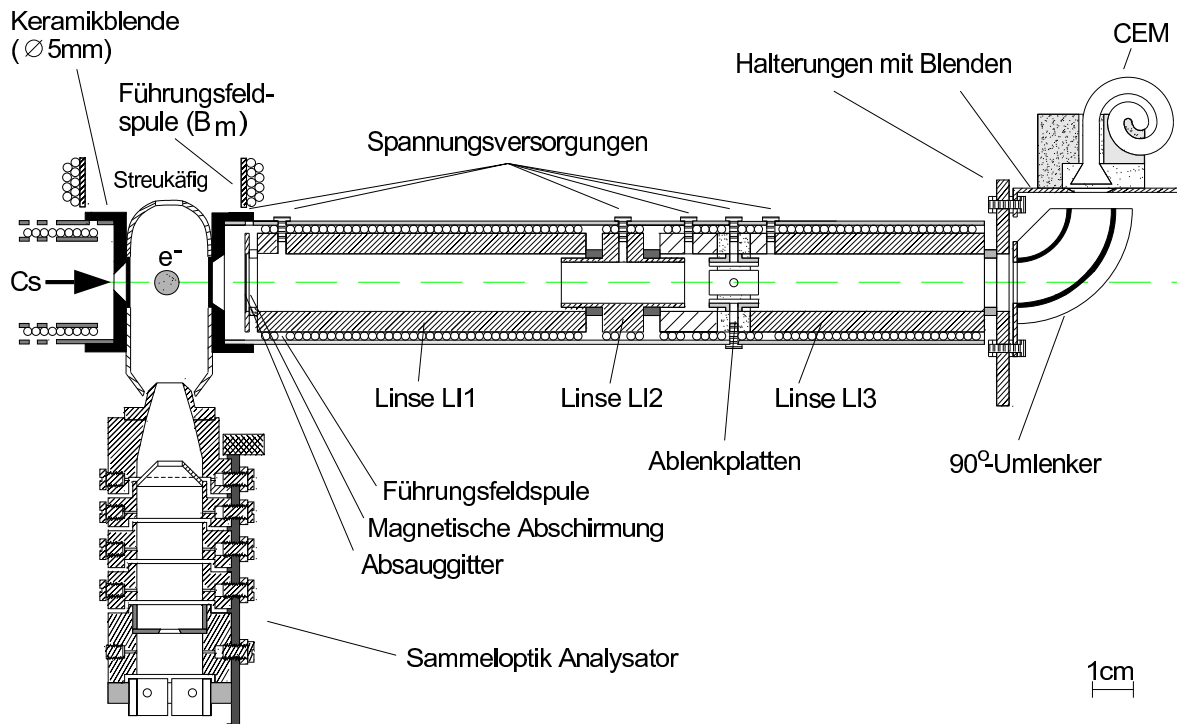 Keramikblende
(∅5mm)
Führungsfeld-
spule (Bm)
Streukäfig
Spannungsversorgungen
Halterungen mit Blenden
CEM
Cs
e-
Linse LI1
Linse LI2
Linse LI3
Ablenkplatten
90o-Umlenker
Führungsfeldspule
Magnetische Abschirmung
Absauggitter
Sammeloptik Analysator
1cm